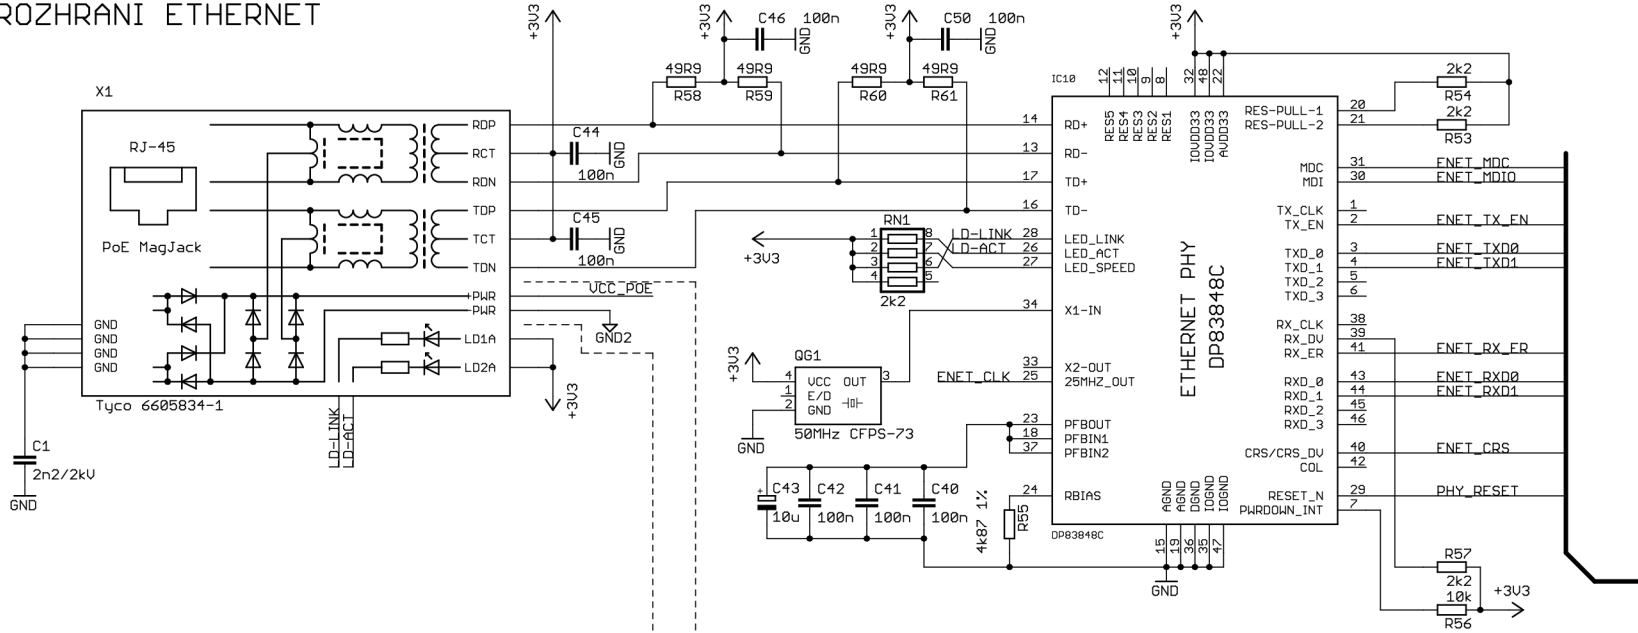 ROZHRANI ETHERNET
+3V3
+3V3
C46 100n
GND
+3V3
C50 100n
GND
+3V3
49R9
R58
49R9
R59
49R9
R60
49R9
R61
IC10
12 11 10 9 8
32 48 22
2k2
R54
2k2
R53
X1
RJ-45
PoE MagJack
RDP
RCT
RDN
TDP
TCT
TDN
+PWR
-PWR
LD1A
LD2A
GND
GND
GND
GND
Tyco 6605834-1
LD-LINK
LD-ACT
C1
2n2/2kV
GND
C44
100n
GND
C45
100n
GND
VCC_POE
GND2
+3V3
+3V3
RN1
1 8
2 7
3 6
4 5
2k2
LD-LINK
LD-ACT
+3V3
QG1
4 VCC OUT 3
1 E/D
2 GND
50MHz CFPS-73
GND
ENET_CLK
C43
10u
+
C42
100n
C41
100n
C40
100n
4k87 1%
R55
14 RD+
13 RD-
17 TD+
16 TD-
28 LED_LINK
26 LED_ACT
27 LED_SPEED
34 X1-IN
33 X2-OUT
25 25MHZ_OUT
23 PFBOUT
18 PFBIN1
37 PFBIN2
24 RBIAS
RES5 RES4 RES3 RES2 RES1
IOVDD33 IOVDD33 AVDD33
ETHERNET PHY
DP83848C
AGND AGND DGND IOGND IOGND
15 19 36 35 47
GND
DP83848C
RES-PULL-1 20
RES-PULL-2 21
MDC 31 ENET_MDC
MDI 30 ENET_MDIO
TX_CLK 1
TX_EN 2 ENET_TX_EN
TXD_0 3 ENET_TXD0
TXD_1 4 ENET_TXD1
TXD_2 5
TXD_3 6
RX_CLK 38
RX_DV 39
RX_ER 41 ENET_RX_ER
RXD_0 43 ENET_RXD0
RXD_1 44 ENET_RXD1
RXD_2 45
RXD_3 46
CRS/CRS_DV 40 ENET_CRS
COL 42
RESET_N 29 PHY_RESET
PWRDOWN_INT 7
R57
2k2
10k
R56
+3V3